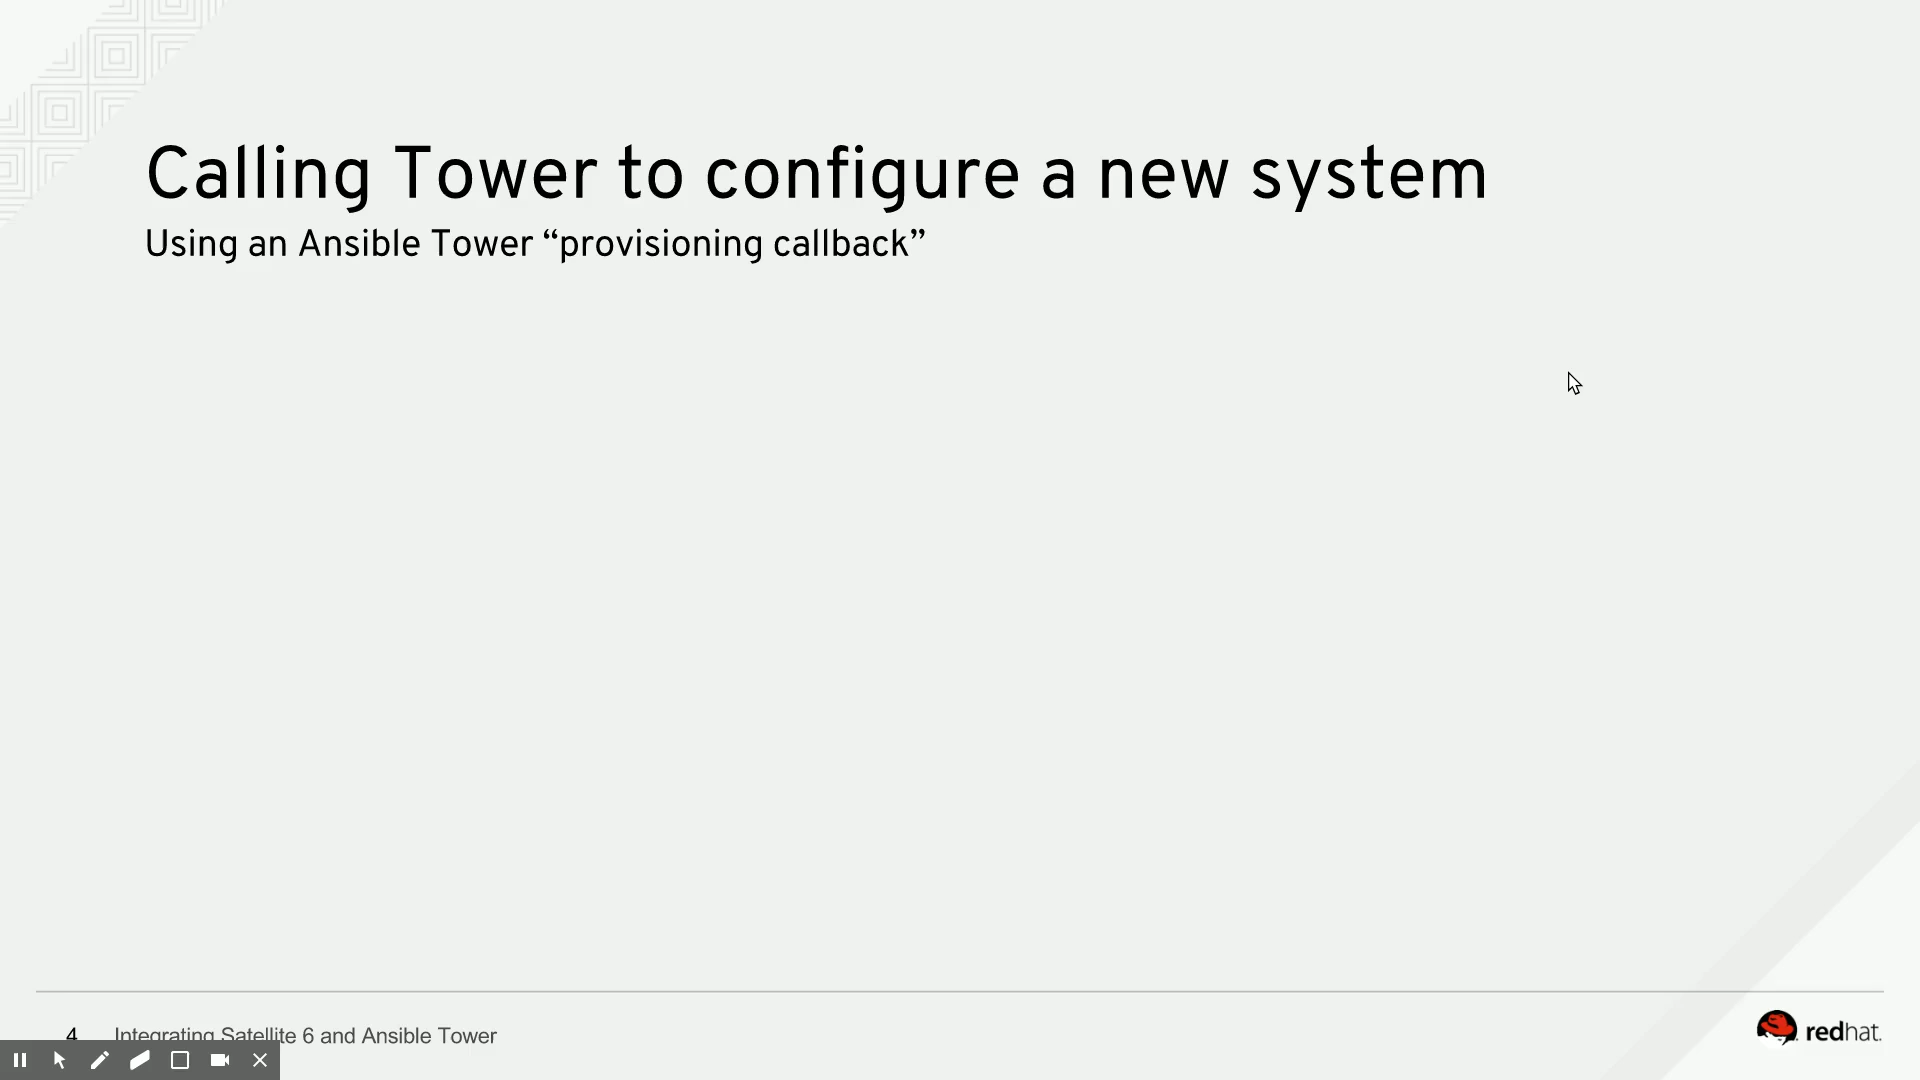 Calling Tower to configure a new system
Using an Ansible Tower “provisioning callback”
4 Integrating Satellite 6 and Ansible Tower
redhat.